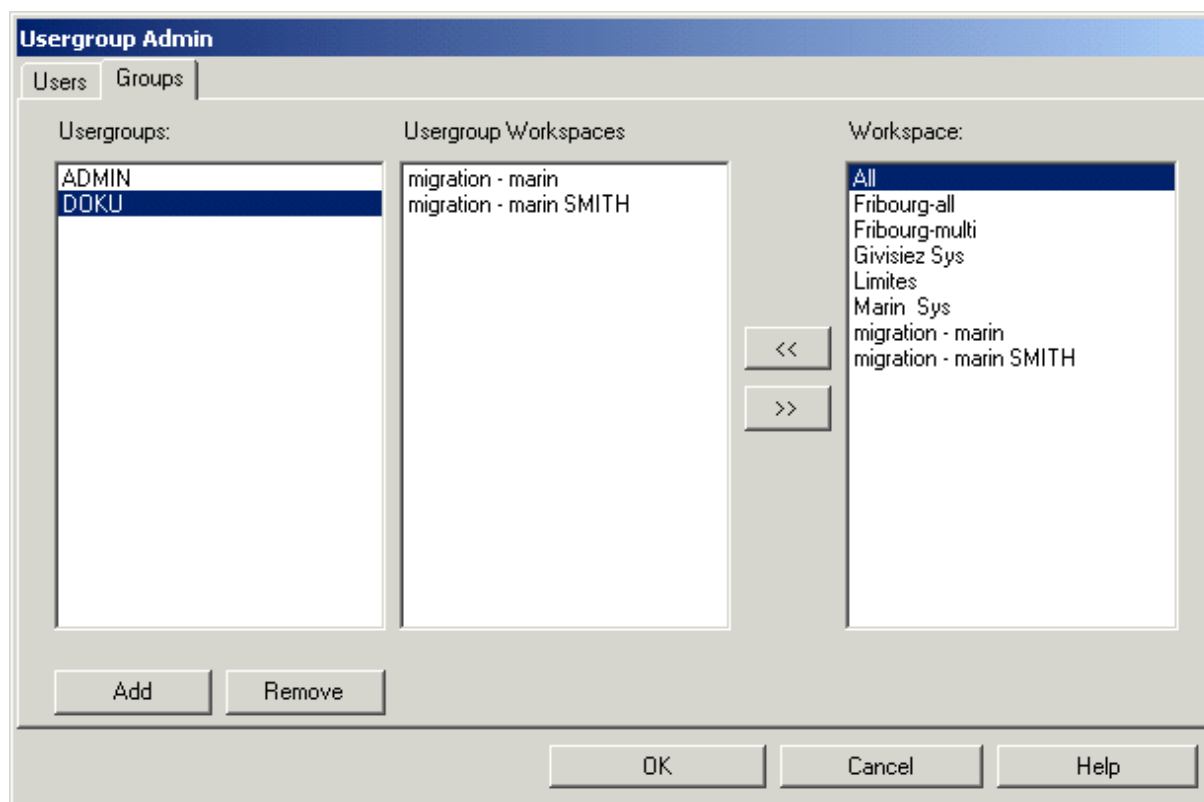 Usergroup Admin
Users Groups
Usergroups:
ADMIN
DOKU
Usergroup Workspaces
migration - marin
migration - marin SMITH
<<
>>
Workspace:
All
Fribourg-all
Fribourg-multi
Givisiez Sys
Limites
Marin  Sys
migration - marin
migration - marin SMITH
Add Remove
OK Cancel Help